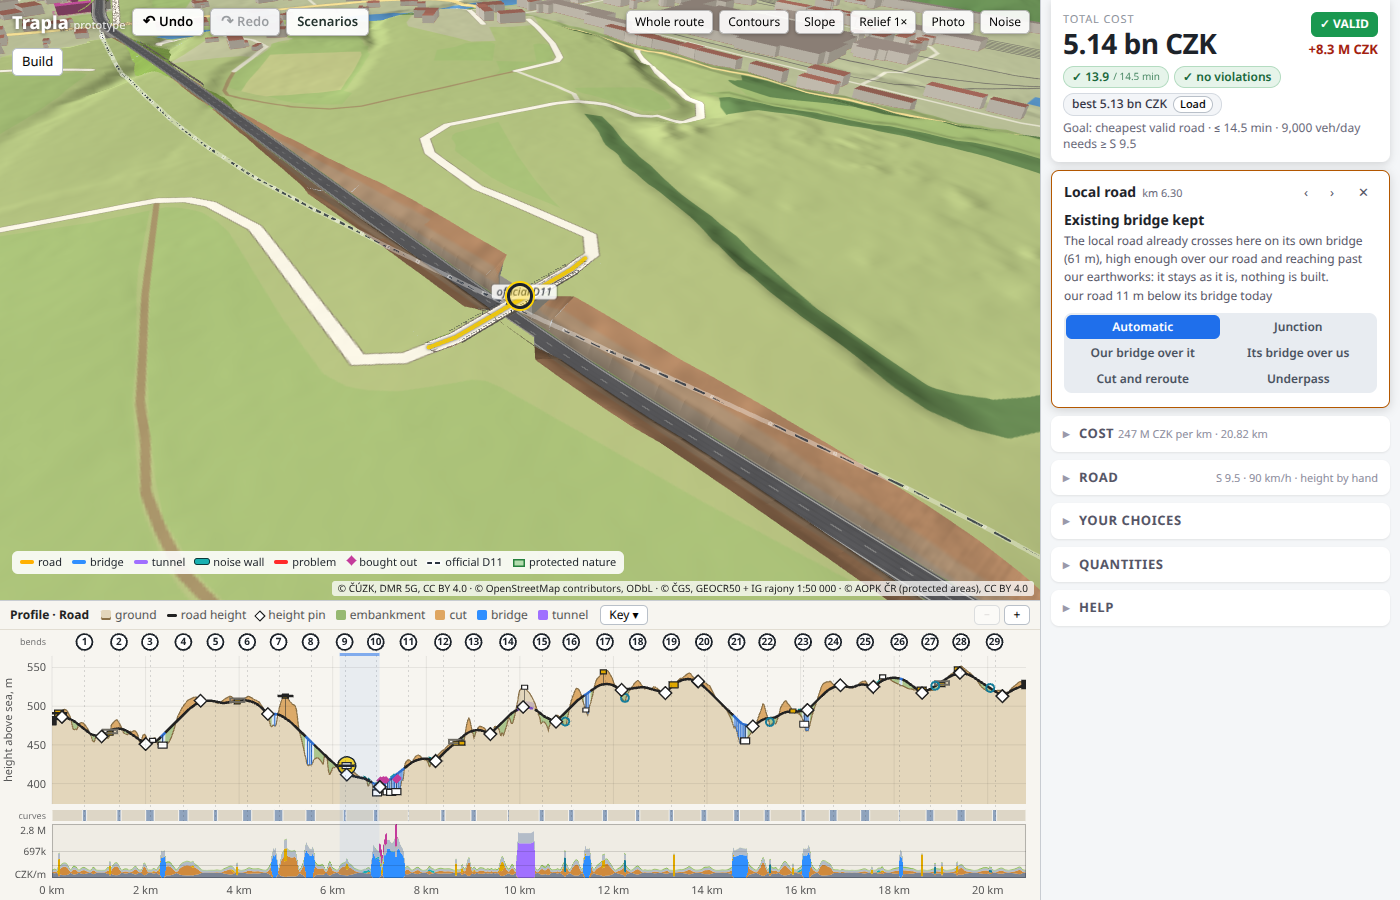 Trapla prototype
↶ Undo
↷ Redo
Scenarios
Whole route
Contours
Slope
Relief 1×
Photo
Noise
Build
official D11
road
bridge
tunnel
noise wall
problem
bought out
official D11
protected nature
© ČÚZK, DMR 5G, CC BY 4.0 · © OpenStreetMap contributors, ODbL · © ČGS, GEOCR50 + IG rajony 1:50 000 · © AOPK ČR (protected areas), CC BY 4.0
TOTAL COST
✓ VALID
5.14 bn CZK
+8.3 M CZK
✓ 13.9 / 14.5 min
✓ no violations
best 5.13 bn CZK Load
Goal: cheapest valid road · ≤ 14.5 min · 9,000 veh/day
needs ≥ S 9.5
Local road km 6.30
‹ › ✕
Existing bridge kept
The local road already crosses here on its own bridge
(61 m), high enough over our road and reaching past
our earthworks: it stays as it is, nothing is built.
our road 11 m below its bridge today
Automatic
Junction
Our bridge over it
Its bridge over us
Cut and reroute
Underpass
▶ COST 247 M CZK per km · 20.82 km
▶ ROAD S 9.5 · 90 km/h · height by hand
▶ YOUR CHOICES
▶ QUANTITIES
▶ HELP
Profile · Road
ground
road height
height pin
embankment
cut
bridge
tunnel
Key ▾
− +
bends 1 2 3 4 5 6 7 8 9 10 11 12 13 14 15 16 17 18 19 20 21 22 23 24 25 26 27 28 29
height above sea, m
550
500
450
400
curves
2.8 M
697k
CZK/m
0 km 2 km 4 km 6 km 8 km 10 km 12 km 14 km 16 km 18 km 20 km